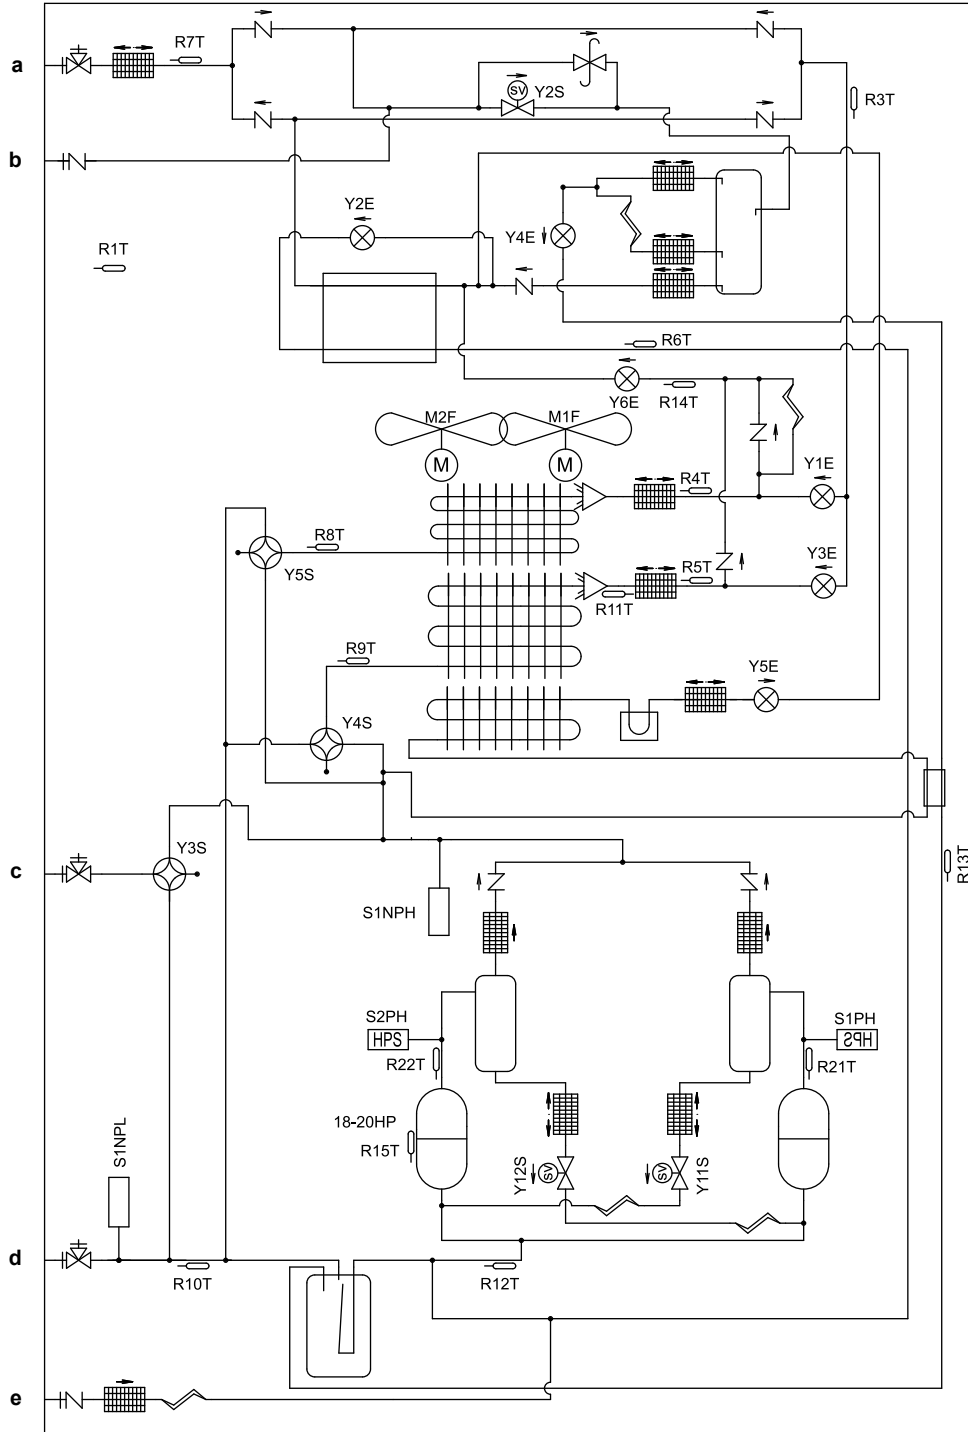 a
R7T
SV
Y2S
R3T
b
Y2E
R1T
Y4E
R6T
Y6E
R14T
M2F
M1F
M
M
R4T
Y1E
R8T
Y5S
R5T
Y3E
R11T
R9T
Y5E
Y4S
c
Y3S
R13T
S1NPH
S2PH
HPS
S1PH
HPS
R22T
R21T
18-20HP
R15T
S1NPL
Y12S
SV
SV
Y11S
d
R10T
R12T
e